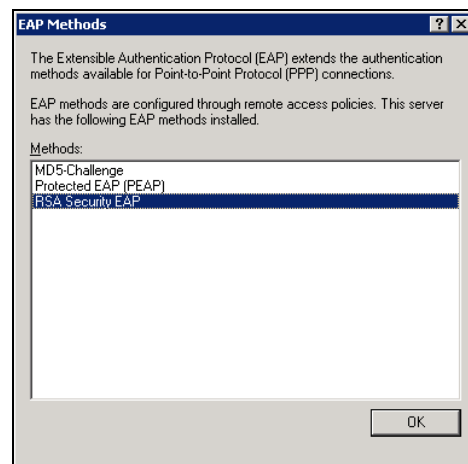 EAP Methods
The Extensible Authentication Protocol (EAP) extends the authentication
methods available for Point-to-Point Protocol (PPP) connections.
EAP methods are configured through remote access policies. This server
has the following EAP methods installed.
Methods:
MD5-Challenge
Protected EAP (PEAP)
RSA Security EAP
OK